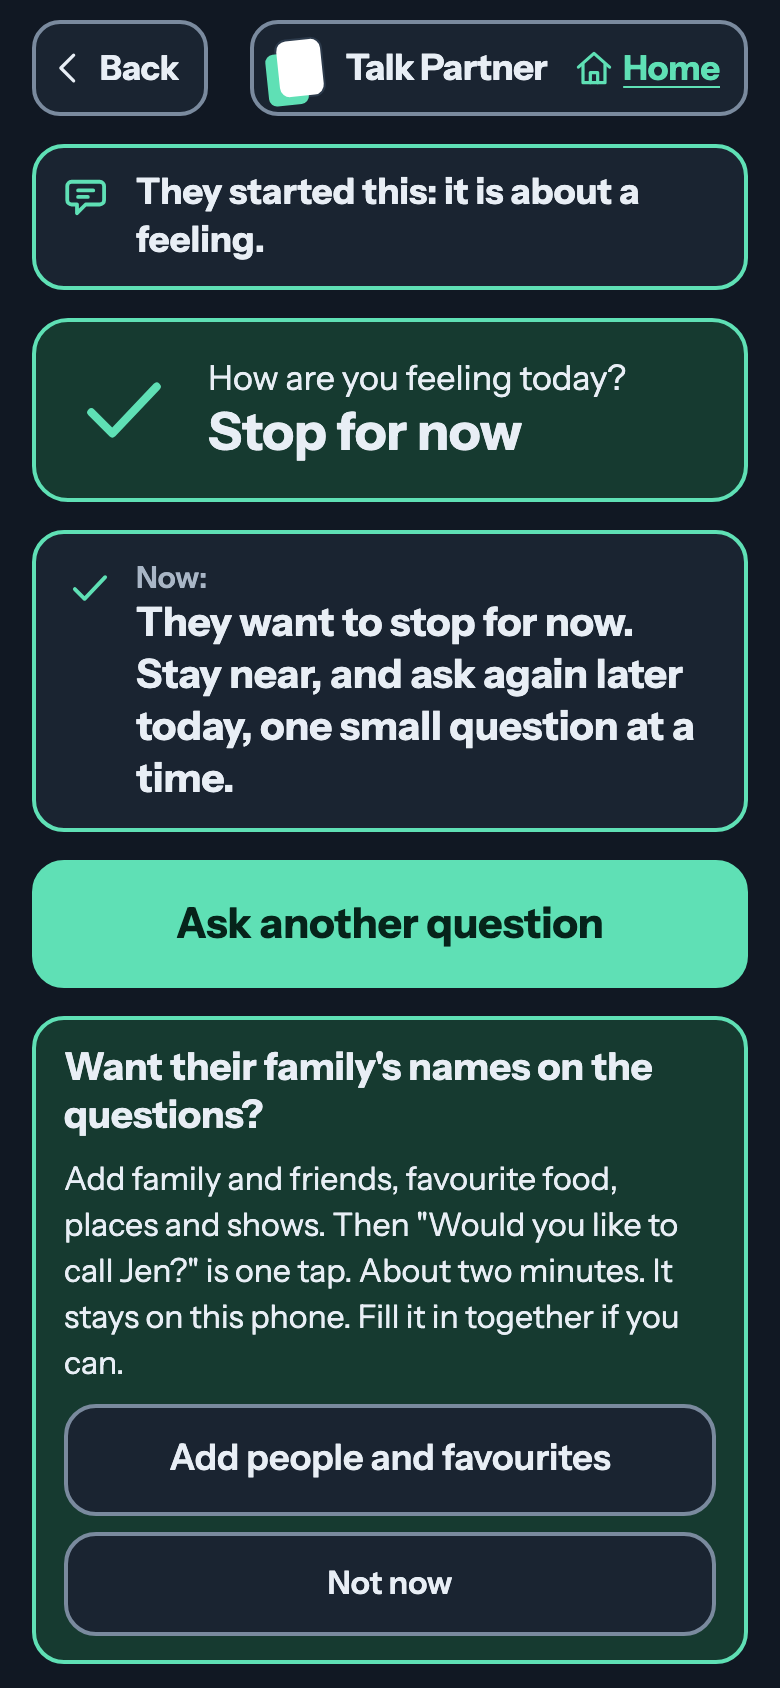 Back
Talk Partner
Home
They started this: it is about a
feeling.
How are you feeling today?
Stop for now
Now:
They want to stop for now.
Stay near, and ask again later
today, one small question at a
time.
Ask another question
Want their family's names on the
questions?
Add family and friends, favourite food,
places and shows. Then "Would you like to
call Jen?" is one tap. About two minutes. It
stays on this phone. Fill it in together if you
can.
Add people and favourites
Not now